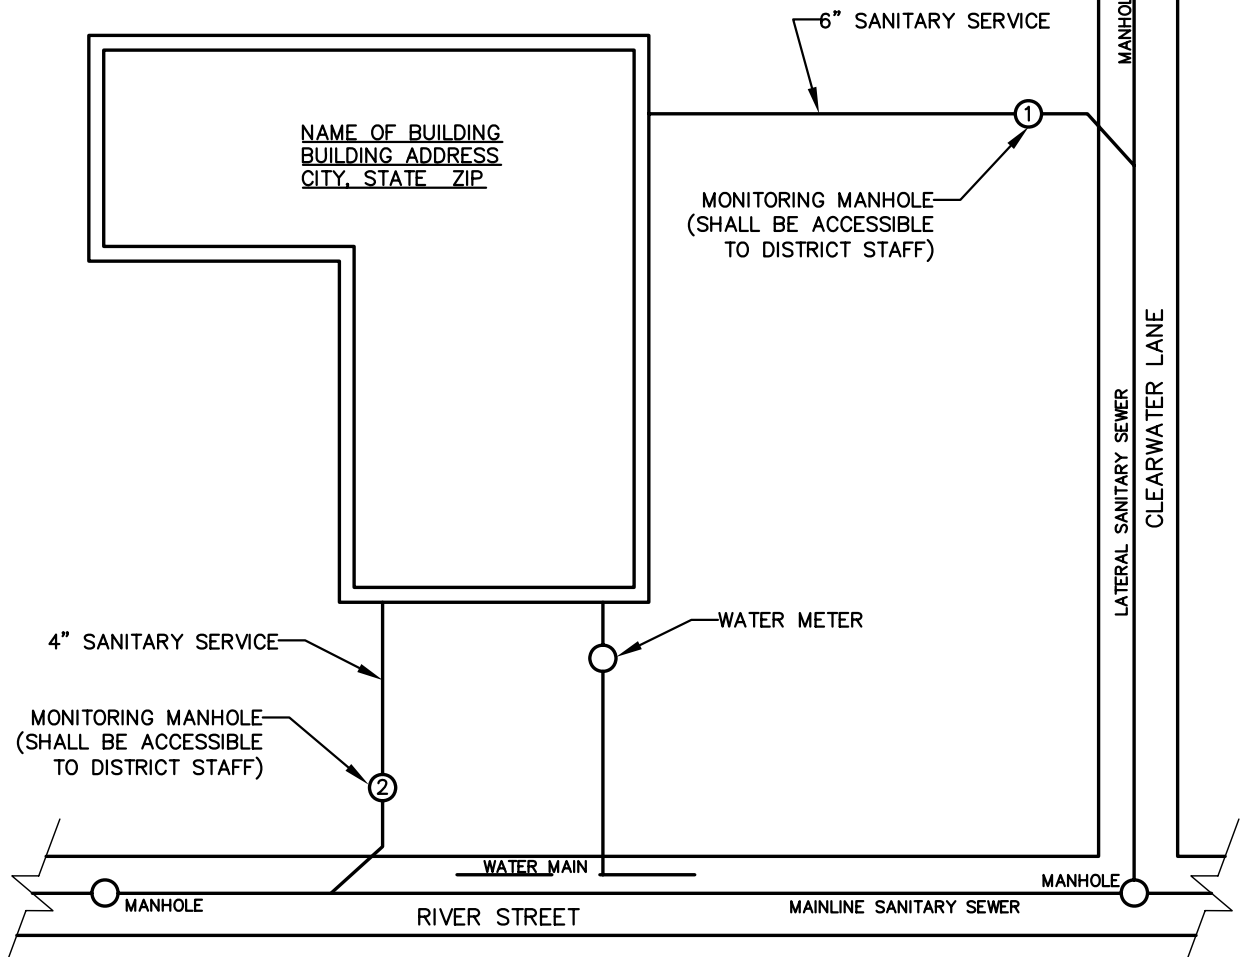 6” SANITARY SERVICE
1
NAME OF BUILDING
BUILDING ADDRESS
CITY, STATE ZIP
MONITORING MANHOLE
(SHALL BE ACCESSIBLE
TO DISTRICT STAFF)
CLEARWATER LANE
LATERAL SANITARY SEWER
WATER METER
4” SANITARY SERVICE
MONITORING MANHOLE
(SHALL BE ACCESSIBLE
TO DISTRICT STAFF)
2
WATER MAIN
MANHOLE
MANHOLE
RIVER STREET
MAINLINE SANITARY SEWER